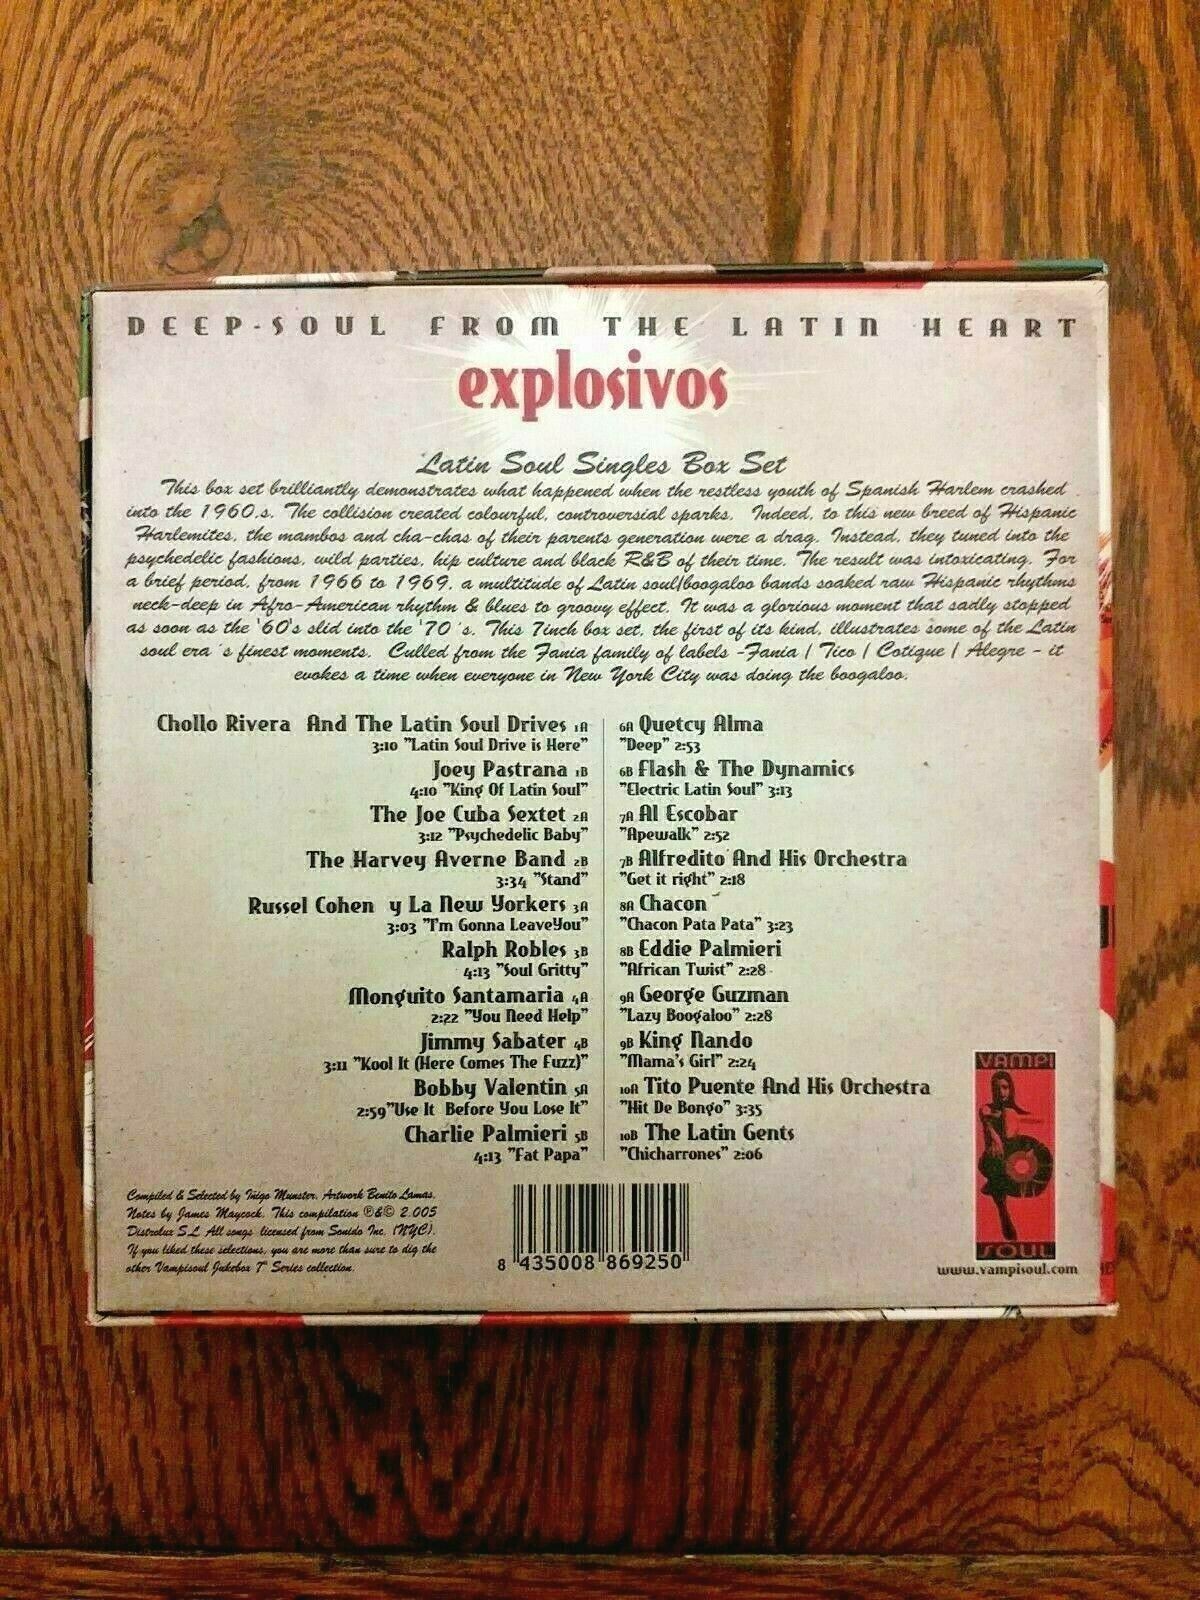 DEEP-SOUL FROM THE LATIN HEART
explosivos
Latin Soul Singles Box Set
This box set brilliantly demonstrates what happened when the restless youth of Spanish Harlem crashed
into the 1960.s. The collision created colourful, controversial sparks. Indeed, to this new breed of Hispanic
Harlemites, the mambos and cha-chas of their parents generation were a drag. Instead, they tuned into the
psychedelic fashions, wild parties, hip culture and black R&B of their time. The result was intoxicating. For
a brief period, from 1966 to 1969, a multitude of Latin soul/boogaloo bands soaked raw Hispanic rhythms
neck-deep in Afro-American rhythm & blues to groovy effect. It was a glorious moment that sadly stopped
as soon as the '60's slid into the '70´s. This 7inch box set, the first of its kind, illustrates some of the Latin
soul era´s finest moments. Culled from the Fania family of labels -Fania / Tico / Cotique / Alegre - it
evokes a time when everyone in New York City was doing the boogaloo.
Chollo Rivera And The Latin Soul Drives 1A
3:10 "Latin Soul Drive is Here"
Joey Pastrana 1B
4:10 "King Of Latin Soul"
The Joe Cuba Sextet 2A
3:12 "Psychedelic Baby"
The Harvey Averne Band 2B
3:34 "Stand"
Russel Cohen y La New Yorkers 3A
3:03 "I'm Gonna LeaveYou"
Ralph Robles 3B
4:13 "Soul Gritty"
Monguito Santamaria 4A
2:22 "You Need Help"
Jimmy Sabater 4B
3:11 "Kool It (Here Comes The Fuzz)"
Bobby Valentin 5A
2:59"Use It Before You Lose It"
Charlie Palmieri 5B
4:13 "Fat Papa"
6A Quetcy Alma
"Deep" 2:53
6B Flash & The Dynamics
"Electric Latin Soul" 3:13
7A Al Escobar
"Apewalk" 2:52
7B Alfredito And His Orchestra
"Get it right" 2:18
8A Chacon
"Chacon Pata Pata" 3:23
8B Eddie Palmieri
"African Twist" 2:28
9A George Guzman
"Lazy Boogaloo" 2:28
9B King Nando
"Mama's Girl" 2:24
10A Tito Puente And His Orchestra
"Hit De Bongo" 3:35
10B The Latin Gents
"Chicharrones" 2:06
Compiled & Selected by Iñigo Munster. Artwork Benito Lamas.
Notes by James Maycock. This compilation ℗&© 2.005
Distrolux S.L. All songs licensed from Sonido Inc. (NYC).
If you liked these selections, you are more than sure to dig the
other Vampisoul Jukebox 7" Series collection.
8 435008 869250
VAMPI
SOUL
www.vampisoul.com